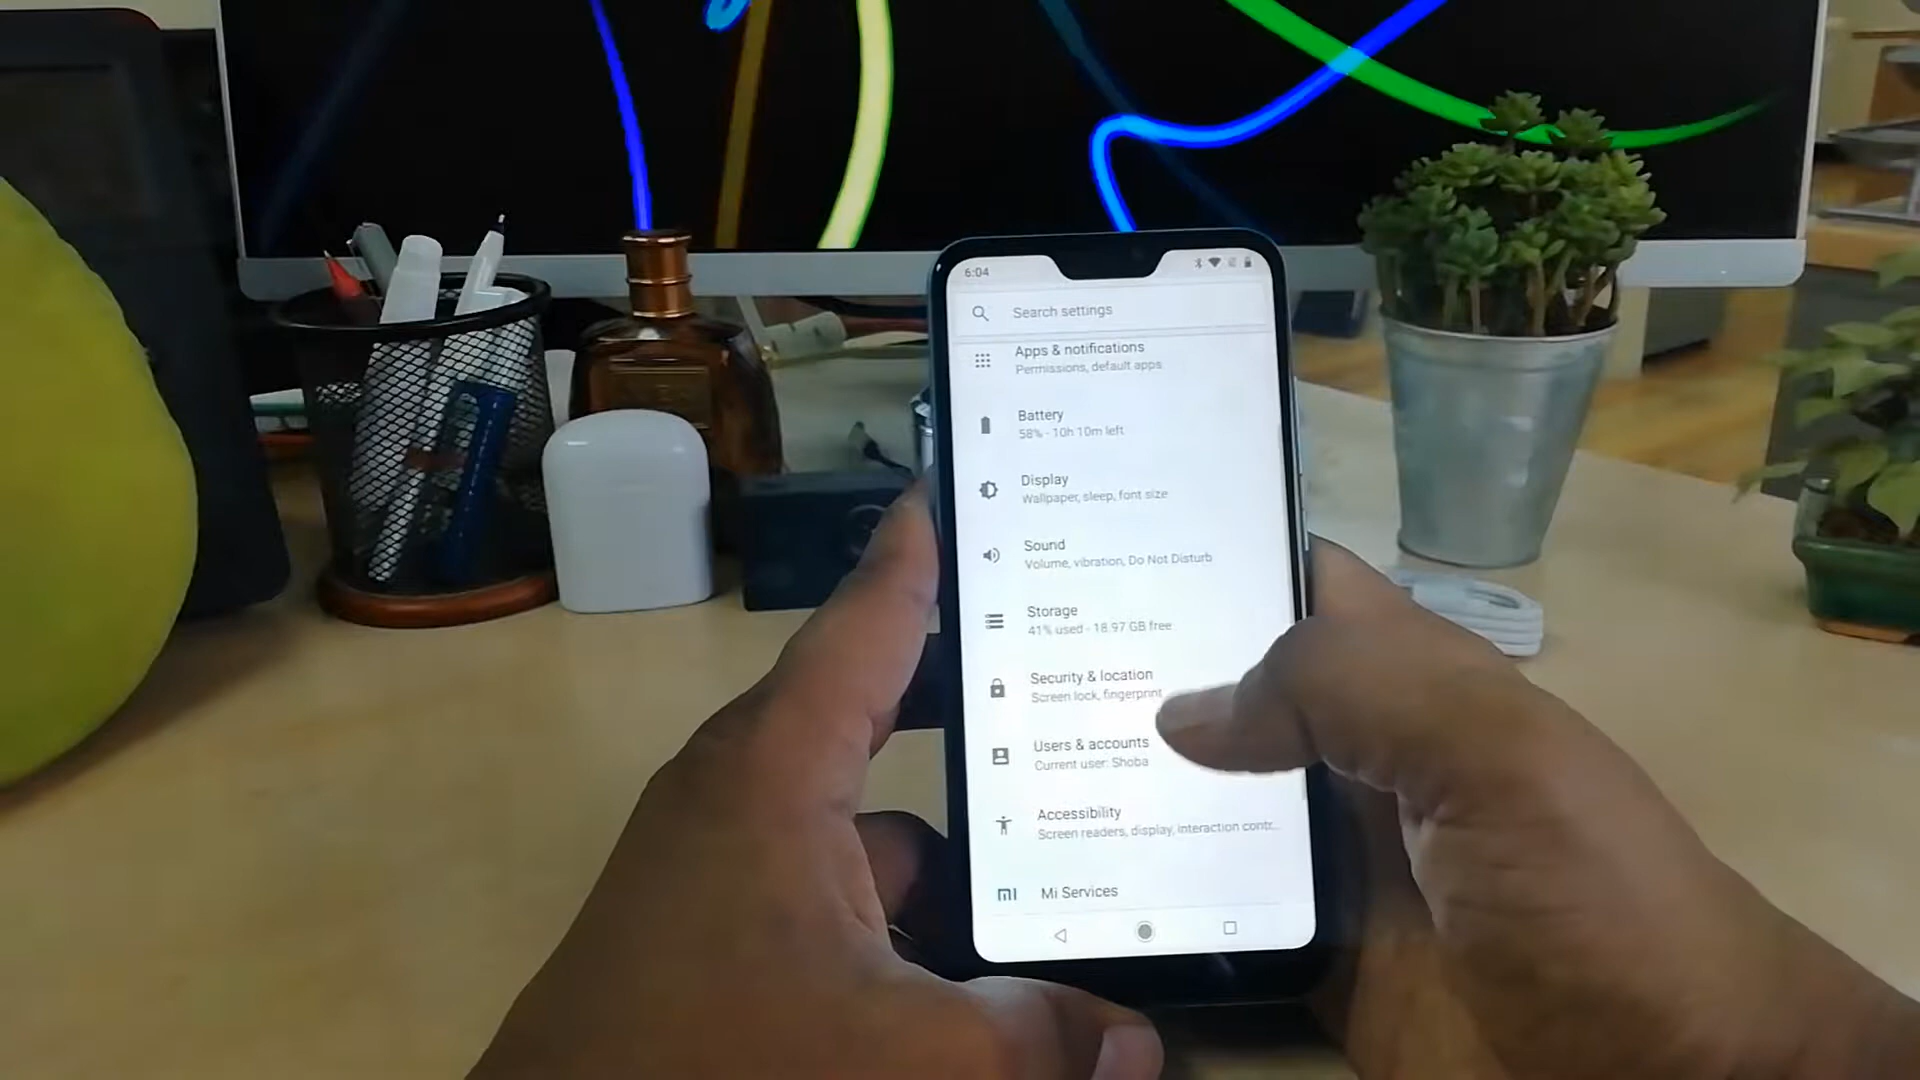 6:04
Search settings
Apps & notifications
Permissions, default apps
Battery
58% - 10h 10m left
Display
Wallpaper, sleep, font size
Sound
Volume, vibration, Do Not Disturb
Storage
41% used - 18.97 GB free
Security & location
Screen lock, fingerprint
Users & accounts
Current user: Shoba
Accessibility
Screen readers, display, interaction contr...
mi Mi Services